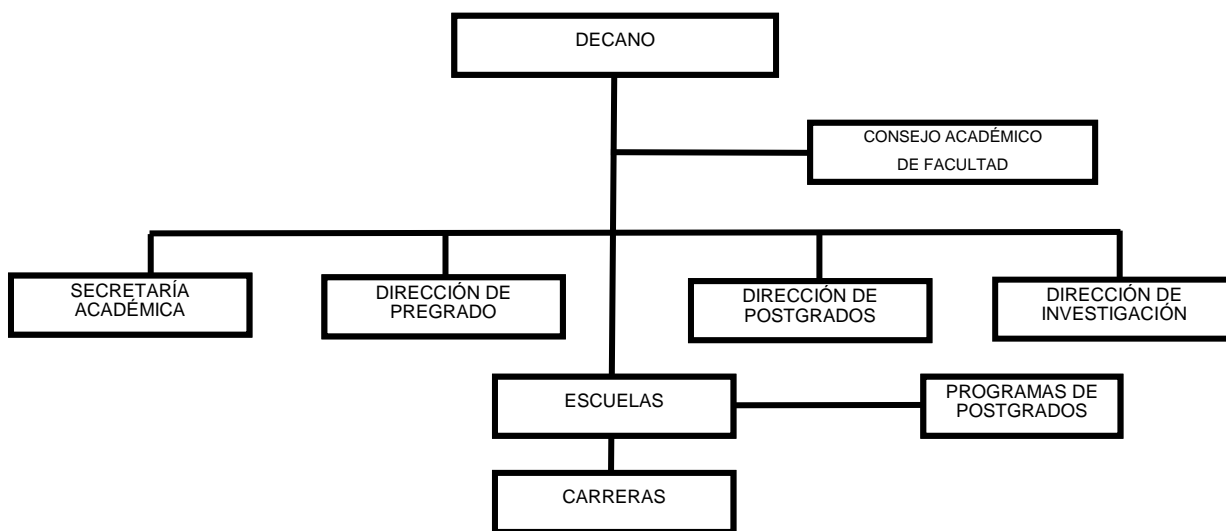 DECANO
CONSEJO ACADÉMICO
DE FACULTAD
SECRETARÍA
ACADÉMICA
DIRECCIÓN DE
PREGRADO
DIRECCIÓN DE
POSTGRADOS
DIRECCIÓN DE
INVESTIGACIÓN
ESCUELAS
PROGRAMAS DE
POSTGRADOS
CARRERAS